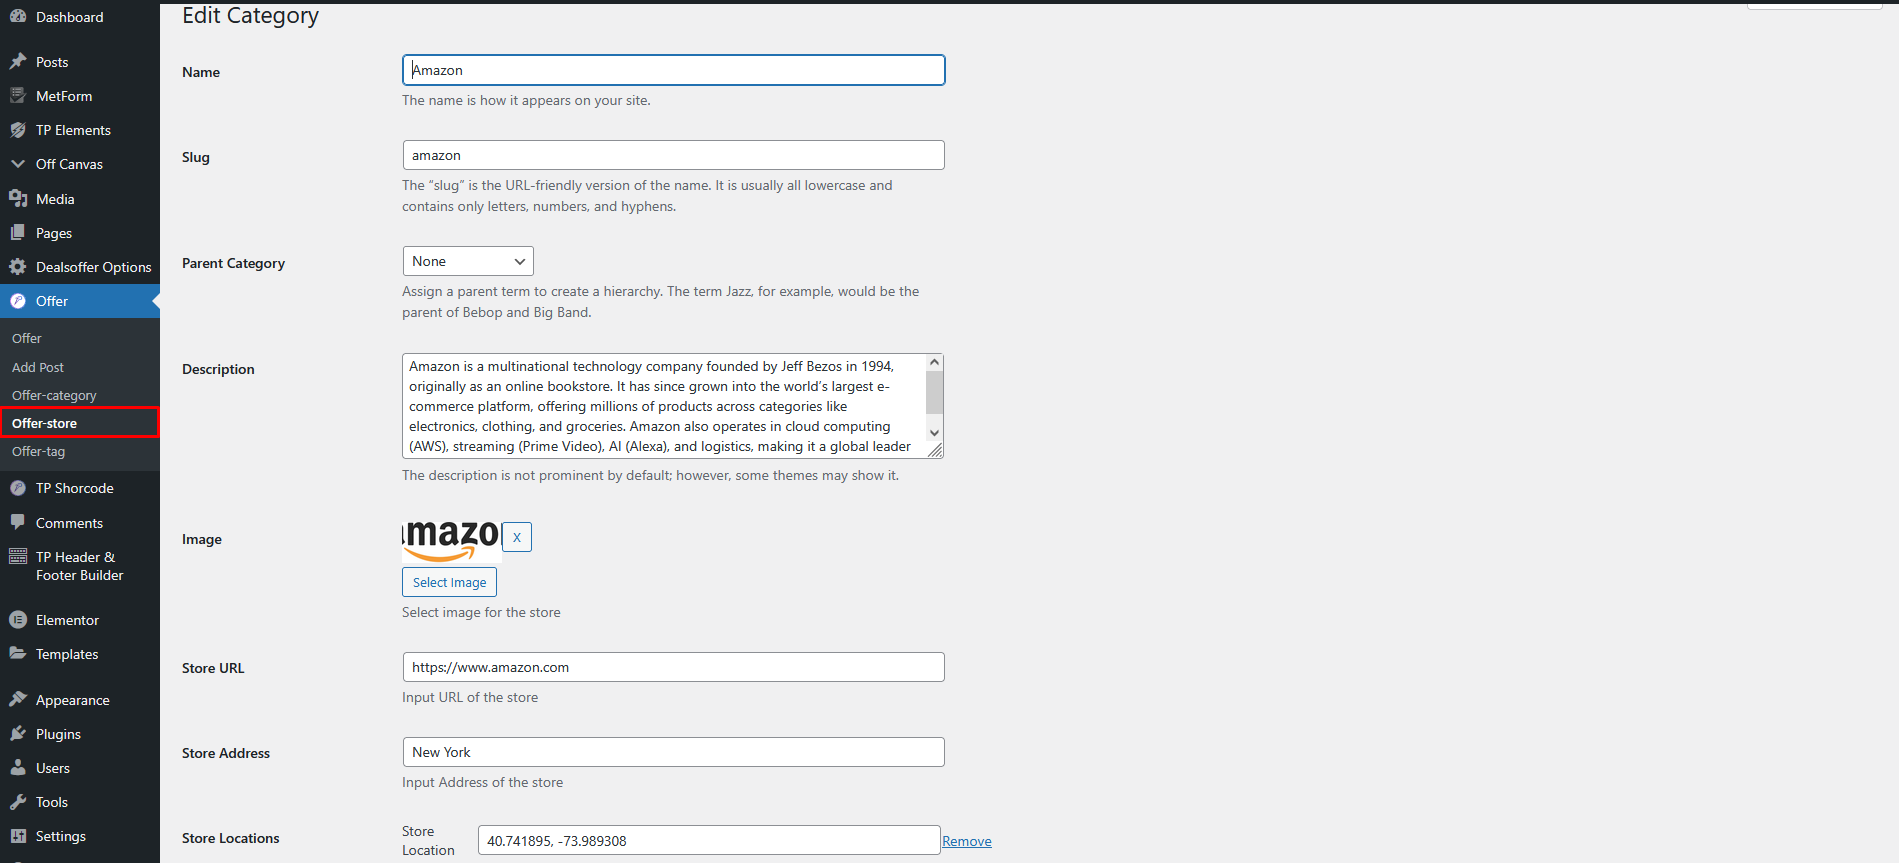 Dashboard
Posts
MetForm
TP Elements
Off Canvas
Media
Pages
Dealsoffer Options
Offer
Offer
Add Post
Offer-category
Offer-store
Offer-tag
TP Shorcode
Comments
TP Header &
Footer Builder
Elementor
Templates
Appearance
Plugins
Users
Tools
Settings
Edit Category
Name
Amazon
The name is how it appears on your site.
Slug
amazon
The “slug” is the URL-friendly version of the name. It is usually all lowercase and
contains only letters, numbers, and hyphens.
Parent Category
None
Assign a parent term to create a hierarchy. The term Jazz, for example, would be the
parent of Bebop and Big Band.
Description
Amazon is a multinational technology company founded by Jeff Bezos in 1994,
originally as an online bookstore. It has since grown into the world’s largest e-
commerce platform, offering millions of products across categories like
electronics, clothing, and groceries. Amazon also operates in cloud computing
(AWS), streaming (Prime Video), AI (Alexa), and logistics, making it a global leader
The description is not prominent by default; however, some themes may show it.
Image
amazo
X
Select Image
Select image for the store
Store URL
https://www.amazon.com
Input URL of the store
Store Address
New York
Input Address of the store
Store Locations
Store
Location
40.741895, -73.989308
Remove